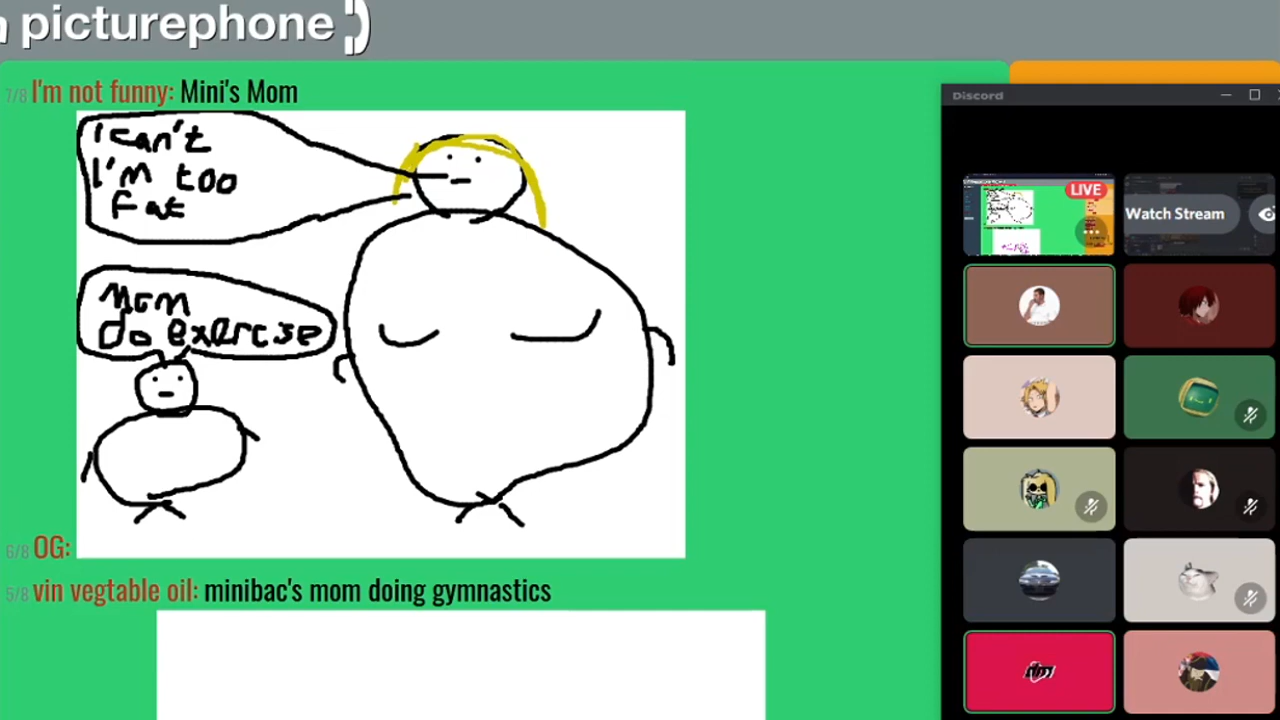 picturephone
7/8 I'm not funny: Mini's Mom
I can't
I'm too
fat
Mom
do exercise
6/8 OG:
5/8 vin vegtable oil: minibac's mom doing gymnastics
Discord
LIVE
Watch Stream